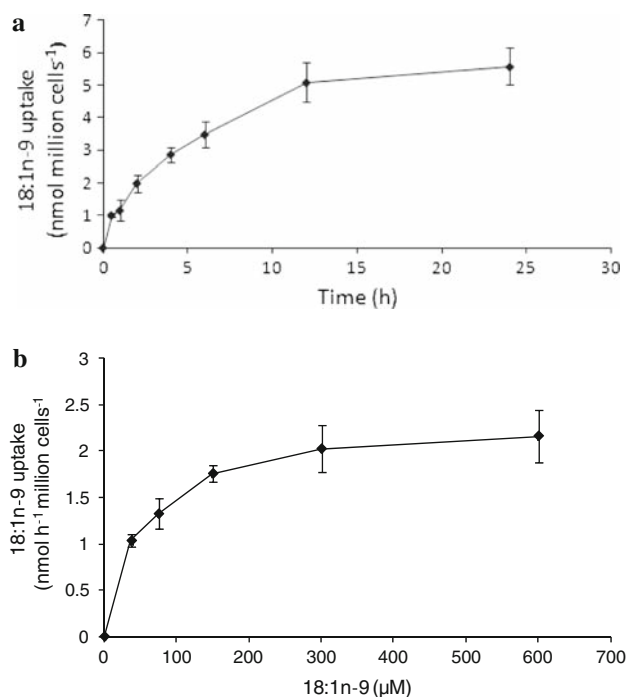 a
18:1n-9 uptake
(nmol million cells⁻¹)
7
6
5
4
3
2
1
0
0 5 10 15 20 25 30
Time (h)
b
18:1n-9 uptake
(nmol h⁻¹ million cells⁻¹)
3
2.5
2
1.5
1
0.5
0
0 100 200 300 400 500 600 700
18:1n-9 (µM)